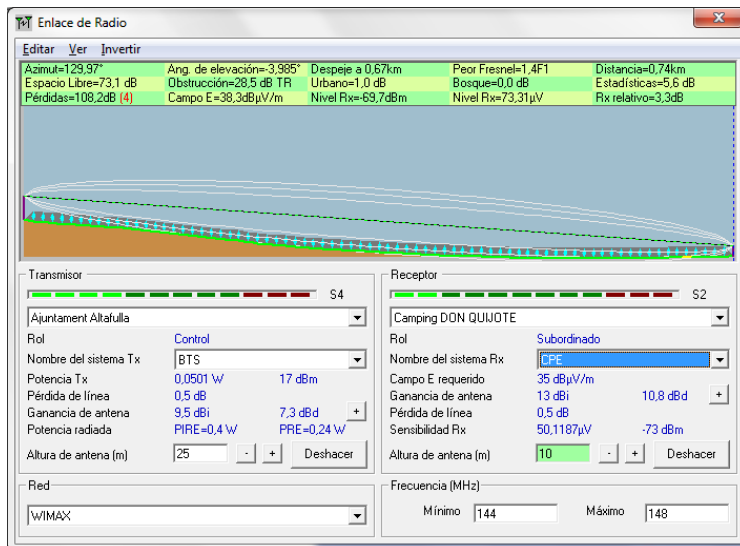 Enlace de Radio
Editar Ver Invertir
Azimut=129,97° Ang. de elevación=-3,985° Despeje a 0,67km Peor Fresnel=1,4F1 Distancia=0,74km
Espacio Libre=73,1 dB Obstrucción=28,5 dB TR Urbano=1,0 dB Bosque=0,0 dB Estadísticas=5,6 dB
Pérdidas=108,2dB (4) Campo E=38,3dBµV/m Nivel Rx=-69,7dBm Nivel Rx=73,31µV Rx relativo=3,3dB
Transmisor
S4
Ajuntament Altafulla
Rol Control
Nombre del sistema Tx BTS
Potencia Tx 0,0501 W 17 dBm
Pérdida de línea 0,5 dB
Ganancia de antena 9,5 dBi 7,3 dBd +
Potencia radiada PIRE=0,4 W PRE=0,24 W
Altura de antena (m) 25 - + Deshacer
Red
WIMAX
Receptor
S2
Camping DON QUIJOTE
Rol Subordinado
Nombre del sistema Rx CPE
Campo E requerido 35 dBµV/m
Ganancia de antena 13 dBi 10,8 dBd +
Pérdida de línea 0,5 dB
Sensibilidad Rx 50,1187µV -73 dBm
Altura de antena (m) 10 - + Deshacer
Frecuencia (MHz)
Mínimo 144 Máximo 148